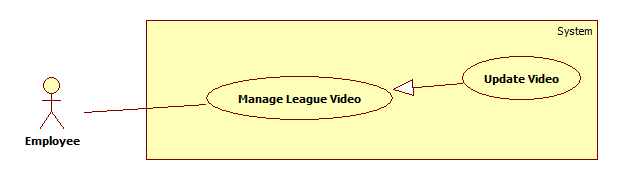 System
Update Video
Manage League Video
Employee